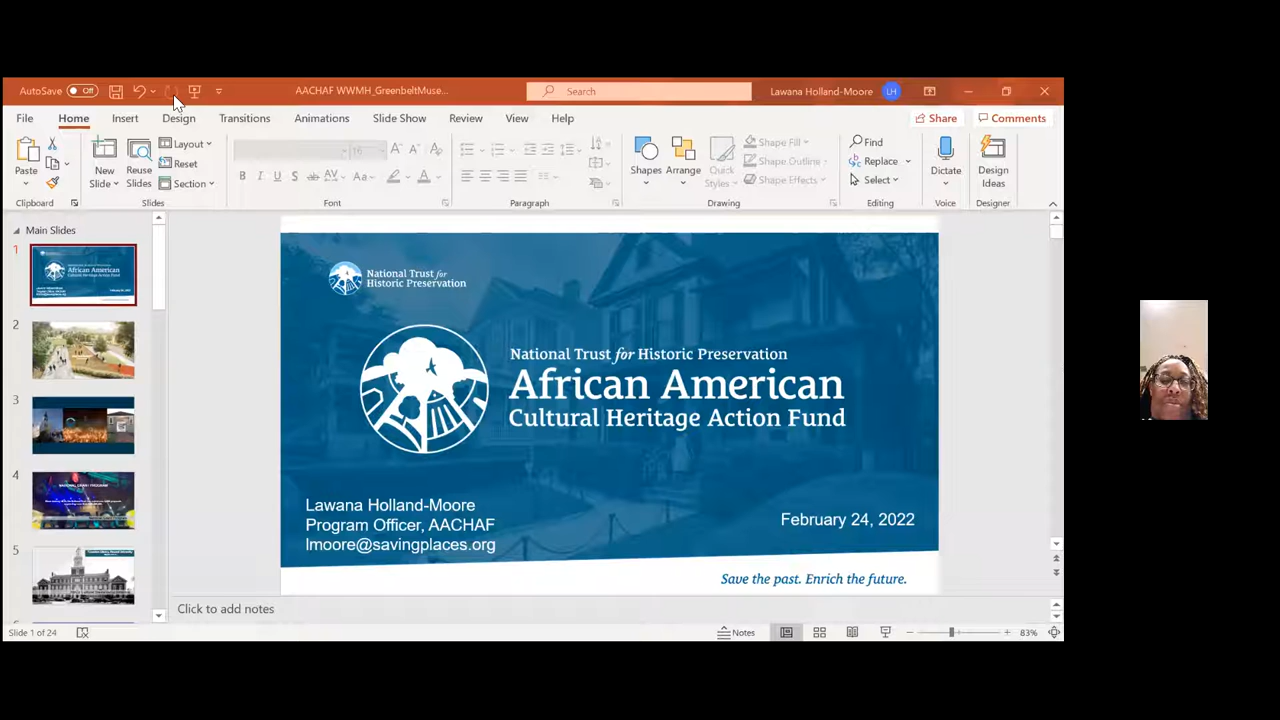 AutoSave Off
AACHAF WWMH_GreenbeltMuse...
Search
Lawana Holland-Moore LH
File Home Insert Design Transitions Animations Slide Show Review View Help
Share Comments
Paste
New Slide
Reuse Slides
Layout
Reset
Section
Shapes
Arrange
Quick Styles
Shape Fill
Shape Outline
Shape Effects
Find
Replace
Select
Dictate
Design Ideas
Clipboard Slides Font Paragraph Drawing Editing Voice Designer
Main Slides
1
2
3
4
5
National Trust for
Historic Preservation
National Trust for Historic Preservation
African American
Cultural Heritage Action Fund
Lawana Holland-Moore
Program Officer, AACHAF
lmoore@savingplaces.org
February 24, 2022
Save the past. Enrich the future.
Click to add notes
Slide 1 of 24
Notes
83%